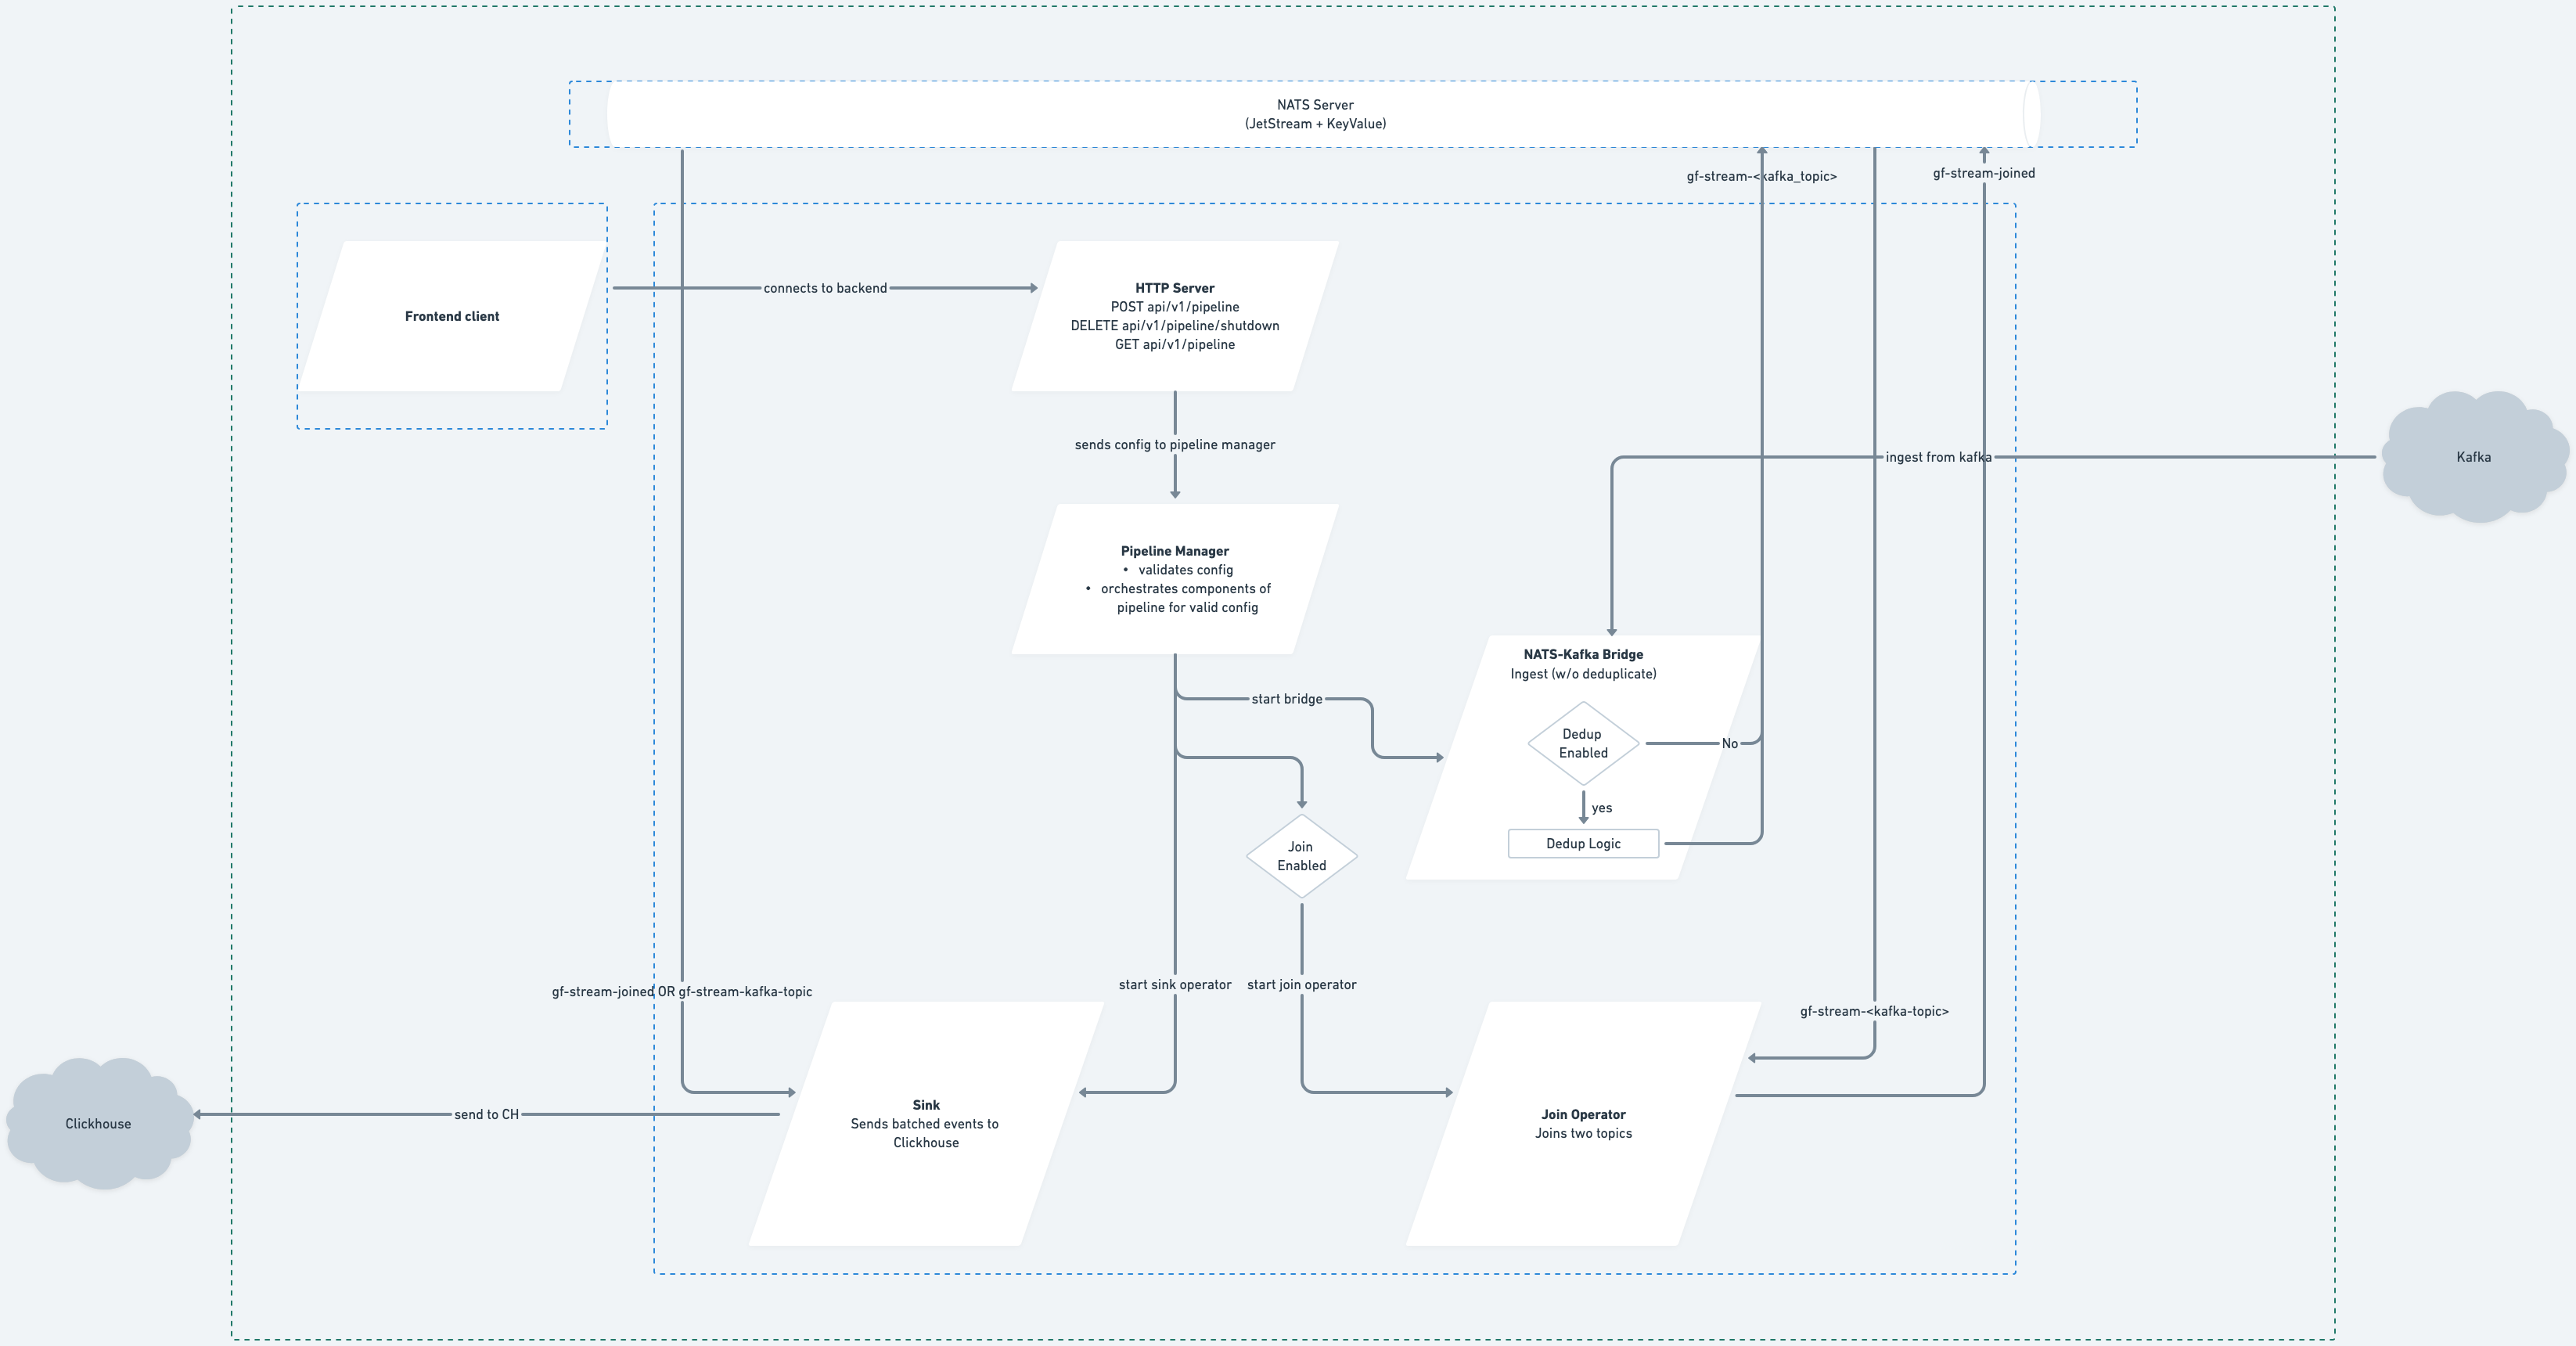 NATS Server
(JetStream + KeyValue)
gf-stream-<kafka_topic>
gf-stream-joined
Frontend client
connects to backend
HTTP Server
POST api/v1/pipeline
DELETE api/v1/pipeline/shutdown
GET api/v1/pipeline
sends config to pipeline manager
ingest from kafka
Kafka
Pipeline Manager
• validates config
• orchestrates components of
pipeline for valid config
start bridge
NATS-Kafka Bridge
Ingest (w/o deduplicate)
Dedup
Enabled
No
yes
Dedup Logic
Join
Enabled
gf-stream-joined OR gf-stream-kafka-topic
start sink operator
start join operator
gf-stream-<kafka-topic>
Clickhouse
send to CH
Sink
Sends batched events to
Clickhouse
Join Operator
Joins two topics